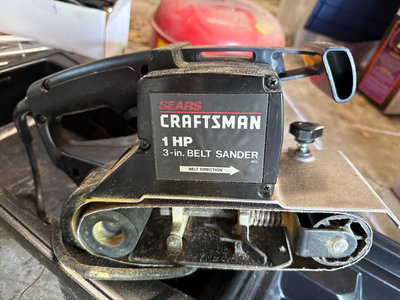 SEARS
CRAFTSMAN
1 HP
3-in. BELT SANDER
BELT DIRECTION